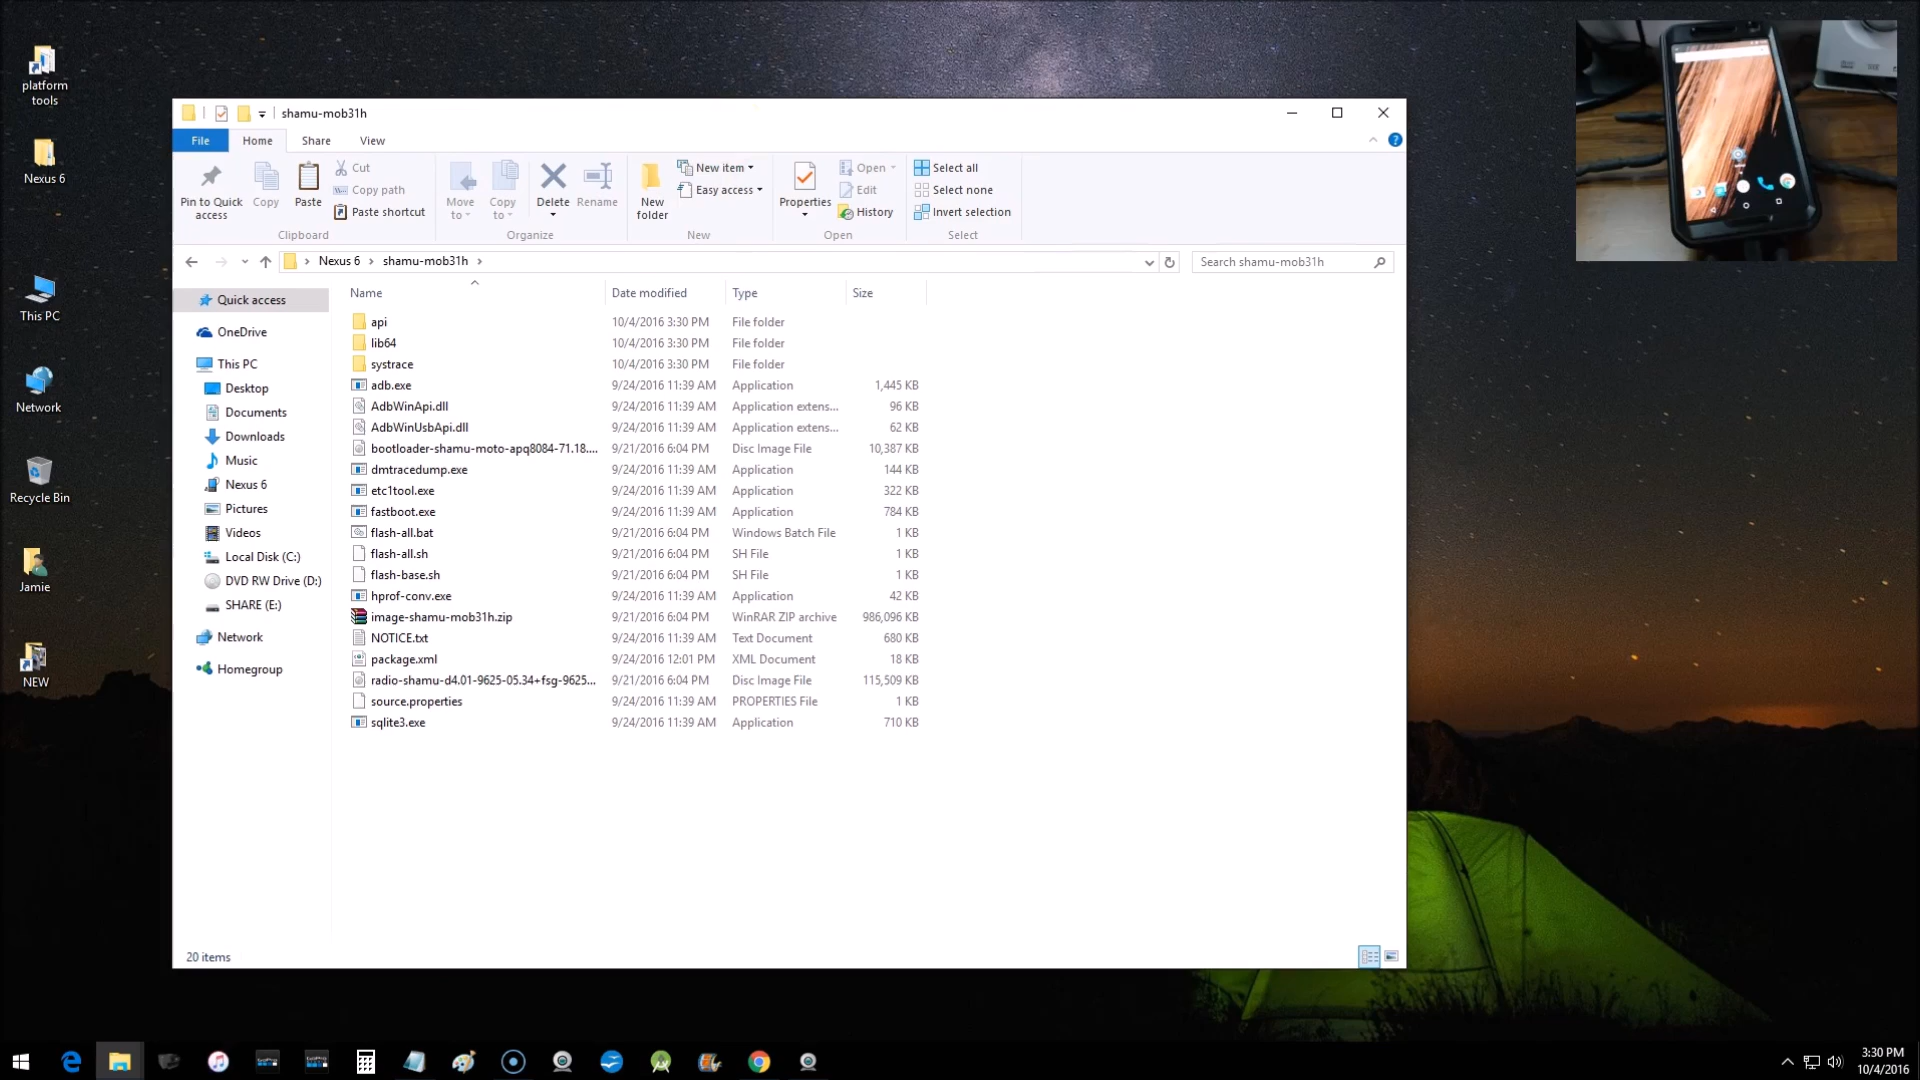 platform
tools
Nexus 6
This PC
Network
Recycle Bin
Jamie
NEW
shamu-mob31h
File Home Share View
Pin to Quick
access
Copy
Paste
Cut
Copy path
Paste shortcut
Clipboard
Move
to
Copy
to
Delete
Rename
Organize
New
folder
New item
Easy access
New
Properties
Open
Edit
History
Open
Select all
Select none
Invert selection
Select
Nexus 6 shamu-mob31h
Search shamu-mob31h
Quick access
OneDrive
This PC
Desktop
Documents
Downloads
Music
Nexus 6
Pictures
Videos
Local Disk (C:)
DVD RW Drive (D:)
SHARE (E:)
Network
Homegroup
Name Date modified Type Size
api 10/4/2016 3:30 PM File folder
lib64 10/4/2016 3:30 PM File folder
systrace 10/4/2016 3:30 PM File folder
adb.exe 9/24/2016 11:39 AM Application 1,445 KB
AdbWinApi.dll 9/24/2016 11:39 AM Application extens... 96 KB
AdbWinUsbApi.dll 9/24/2016 11:39 AM Application extens... 62 KB
bootloader-shamu-moto-apq8084-71.18.... 9/21/2016 6:04 PM Disc Image File 10,387 KB
dmtracedump.exe 9/24/2016 11:39 AM Application 144 KB
etc1tool.exe 9/24/2016 11:39 AM Application 322 KB
fastboot.exe 9/24/2016 11:39 AM Application 784 KB
flash-all.bat 9/21/2016 6:04 PM Windows Batch File 1 KB
flash-all.sh 9/21/2016 6:04 PM SH File 1 KB
flash-base.sh 9/21/2016 6:04 PM SH File 1 KB
hprof-conv.exe 9/24/2016 11:39 AM Application 42 KB
image-shamu-mob31h.zip 9/21/2016 6:04 PM WinRAR ZIP archive 986,096 KB
NOTICE.txt 9/24/2016 11:39 AM Text Document 680 KB
package.xml 9/24/2016 12:01 PM XML Document 18 KB
radio-shamu-d4.01-9625-05.34+fsg-9625... 9/21/2016 6:04 PM Disc Image File 115,509 KB
source.properties 9/24/2016 11:39 AM PROPERTIES File 1 KB
sqlite3.exe 9/24/2016 11:39 AM Application 710 KB
20 items
3:30 PM
10/4/2016